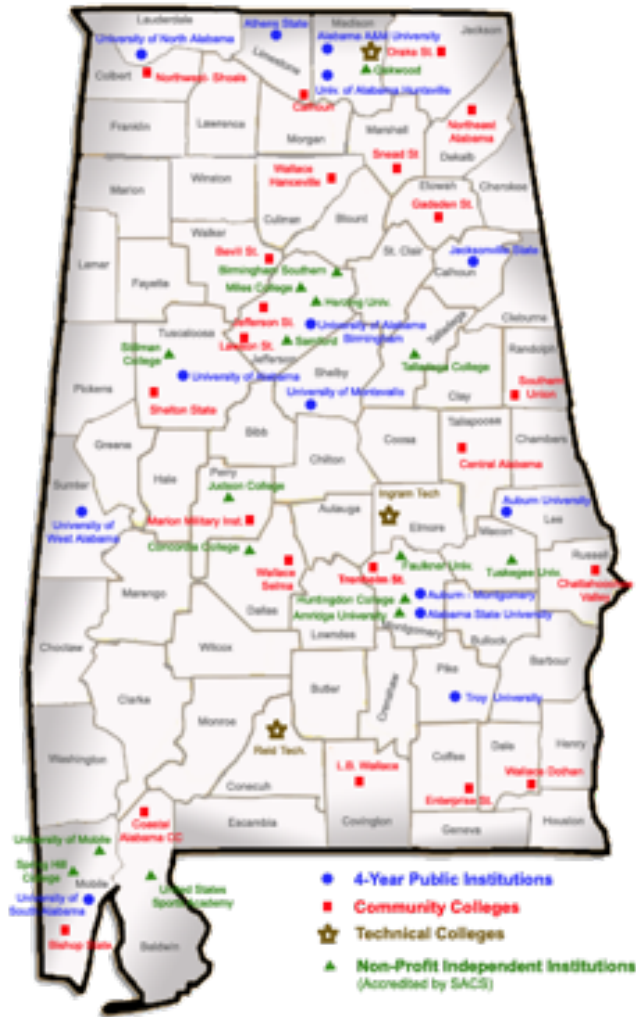 Lauderdale
Athens State
Madison
Alabama A&M University
University of North Alabama
Limestone
Drake St.
Jackson
Oakwood
Colbert
Northwest- Shoals
Univ. of Alabama Huntsville
Calhoun
Franklin
Lawrence
Morgan
Marshall
Northeast
Alabama
Snead St
Dekalb
Wallace
Hanceville
Marion
Winston
Etowah
Cherokee
Gadsden St.
Culman
Blount
Walker
Bevil St.
St. Clair
Jacksonville State
Lamar
Birmingham Southern
Calhoun
Fayette
Miles College
Herzing Univ.
Jefferson St.
Talladega
Cleburne
Tuscaloosa
University of Alabama
Birmingham
Lawson St.
Samford
Stillman
College
Jefferson
Talladega College
Randolph
Shelby
Pickens
University of Alabama
University of Montevallo
Clay
Southern
Union
Shelton State
Tallapoosa
Greene
Bibb
Coosa
Chambers
Chilton
Central Alabama
Hale
Perry
Judson College
Sumter
Ingram Tech
Auburn University
Autauga
Lee
University of
West Alabama
Marion Military Inst.
Elmore
Macon
Concordia College
Russell
Wallace
Selma
Faulkner Univ.
Tuskegee Univ.
Trenholm St.
Chattahoochee
Valley
Marengo
Huntingdon College
Auburn - Montgomery
Dallas
Amridge University
Alabama State University
Lowndes
Montgomery
Bullock
Choctaw
Wilcox
Barbour
Butler
Crenshaw
Pike
Clarke
Troy University
Monroe
Washington
Reid Tech.
Coffee
Dale
Henry
L.B. Wallace
Wallace Dothan
Conecuh
Enterprise St.
Coastal
Alabama CC
Escambia
Covington
Geneva
Houston
University of Mobile
Spring Hill
College
Mobile
United States
Sports Academy
University of
South Alabama
Bishop State
Baldwin
4-Year Public Institutions
Community Colleges
Technical Colleges
Non-Profit Independent Institutions
(Accredited by SACS)